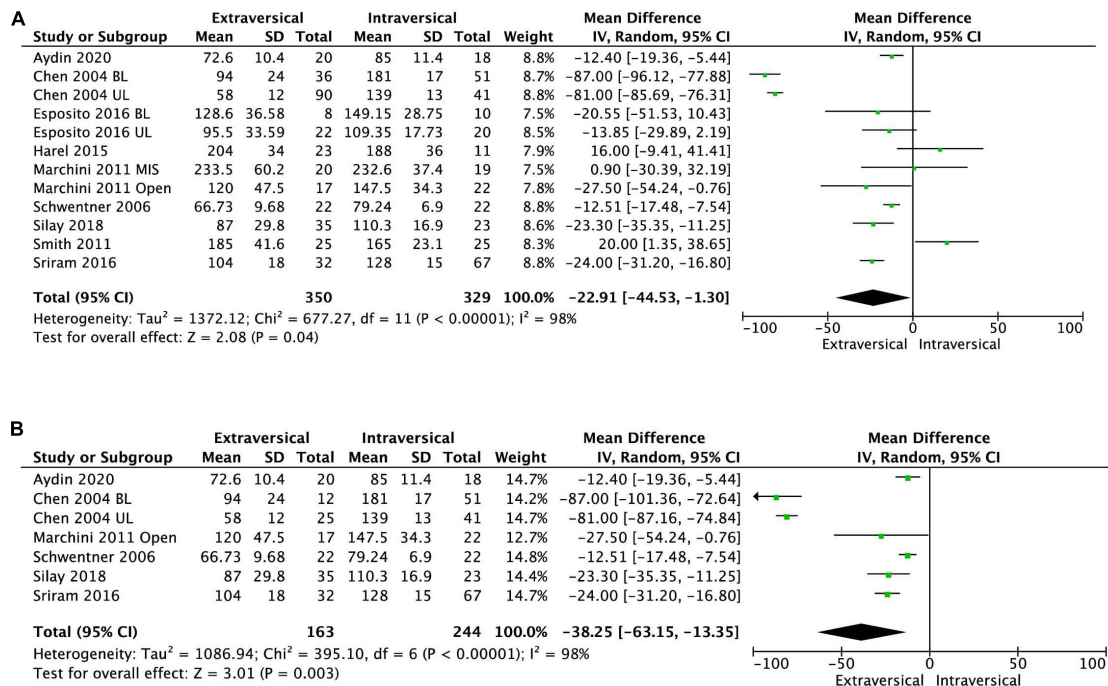 A
Extraversical Intraversical Mean Difference Mean Difference
Study or Subgroup Mean SD Total Mean SD Total Weight IV, Random, 95% CI IV, Random, 95% CI
Aydin 2020 72.6 10.4 20 85 11.4 18 8.8% −12.40 [−19.36, −5.44]
Chen 2004 BL 94 24 36 181 17 51 8.7% −87.00 [−96.12, −77.88]
Chen 2004 UL 58 12 90 139 13 41 8.8% −81.00 [−85.69, −76.31]
Esposito 2016 BL 128.6 36.58 8 149.15 28.75 10 7.5% −20.55 [−51.53, 10.43]
Esposito 2016 UL 95.5 33.59 22 109.35 17.73 20 8.5% −13.85 [−29.89, 2.19]
Harel 2015 204 34 23 188 36 11 7.9% 16.00 [−9.41, 41.41]
Marchini 2011 MIS 233.5 60.2 20 232.6 37.4 19 7.5% 0.90 [−30.39, 32.19]
Marchini 2011 Open 120 47.5 17 147.5 34.3 22 7.8% −27.50 [−54.24, −0.76]
Schwentner 2006 66.73 9.68 22 79.24 6.9 22 8.8% −12.51 [−17.48, −7.54]
Silay 2018 87 29.8 35 110.3 16.9 23 8.6% −23.30 [−35.35, −11.25]
Smith 2011 185 41.6 25 165 23.1 25 8.3% 20.00 [1.35, 38.65]
Sriram 2016 104 18 32 128 15 67 8.8% −24.00 [−31.20, −16.80]
Total (95% CI) 350 329 100.0% −22.91 [−44.53, −1.30]
Heterogeneity: Tau² = 1372.12; Chi² = 677.27, df = 11 (P < 0.00001); I² = 98%
Test for overall effect: Z = 2.08 (P = 0.04)
−100 −50 0 50 100
Extraversical Intraversical
B
Extraversical Intraversical Mean Difference Mean Difference
Study or Subgroup Mean SD Total Mean SD Total Weight IV, Random, 95% CI IV, Random, 95% CI
Aydin 2020 72.6 10.4 20 85 11.4 18 14.7% −12.40 [−19.36, −5.44]
Chen 2004 BL 94 24 12 181 17 51 14.2% −87.00 [−101.36, −72.64]
Chen 2004 UL 58 12 25 139 13 41 14.7% −81.00 [−87.16, −74.84]
Marchini 2011 Open 120 47.5 17 147.5 34.3 22 12.7% −27.50 [−54.24, −0.76]
Schwentner 2006 66.73 9.68 22 79.24 6.9 22 14.8% −12.51 [−17.48, −7.54]
Silay 2018 87 29.8 35 110.3 16.9 23 14.4% −23.30 [−35.35, −11.25]
Sriram 2016 104 18 32 128 15 67 14.7% −24.00 [−31.20, −16.80]
Total (95% CI) 163 244 100.0% −38.25 [−63.15, −13.35]
Heterogeneity: Tau² = 1086.94; Chi² = 395.10, df = 6 (P < 0.00001); I² = 98%
Test for overall effect: Z = 3.01 (P = 0.003)
−100 −50 0 50 100
Extraversical Intraversical